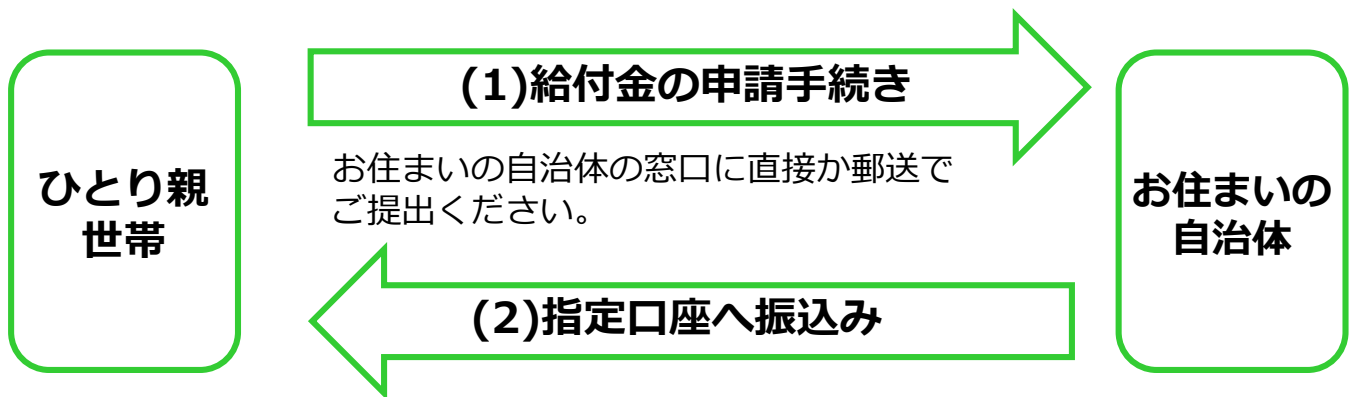 ひとり親
世帯
(1)給付金の申請手続き
お住まいの自治体の窓口に直接か郵送で
ご提出ください。
(2)指定口座へ振込み
お住まいの
自治体